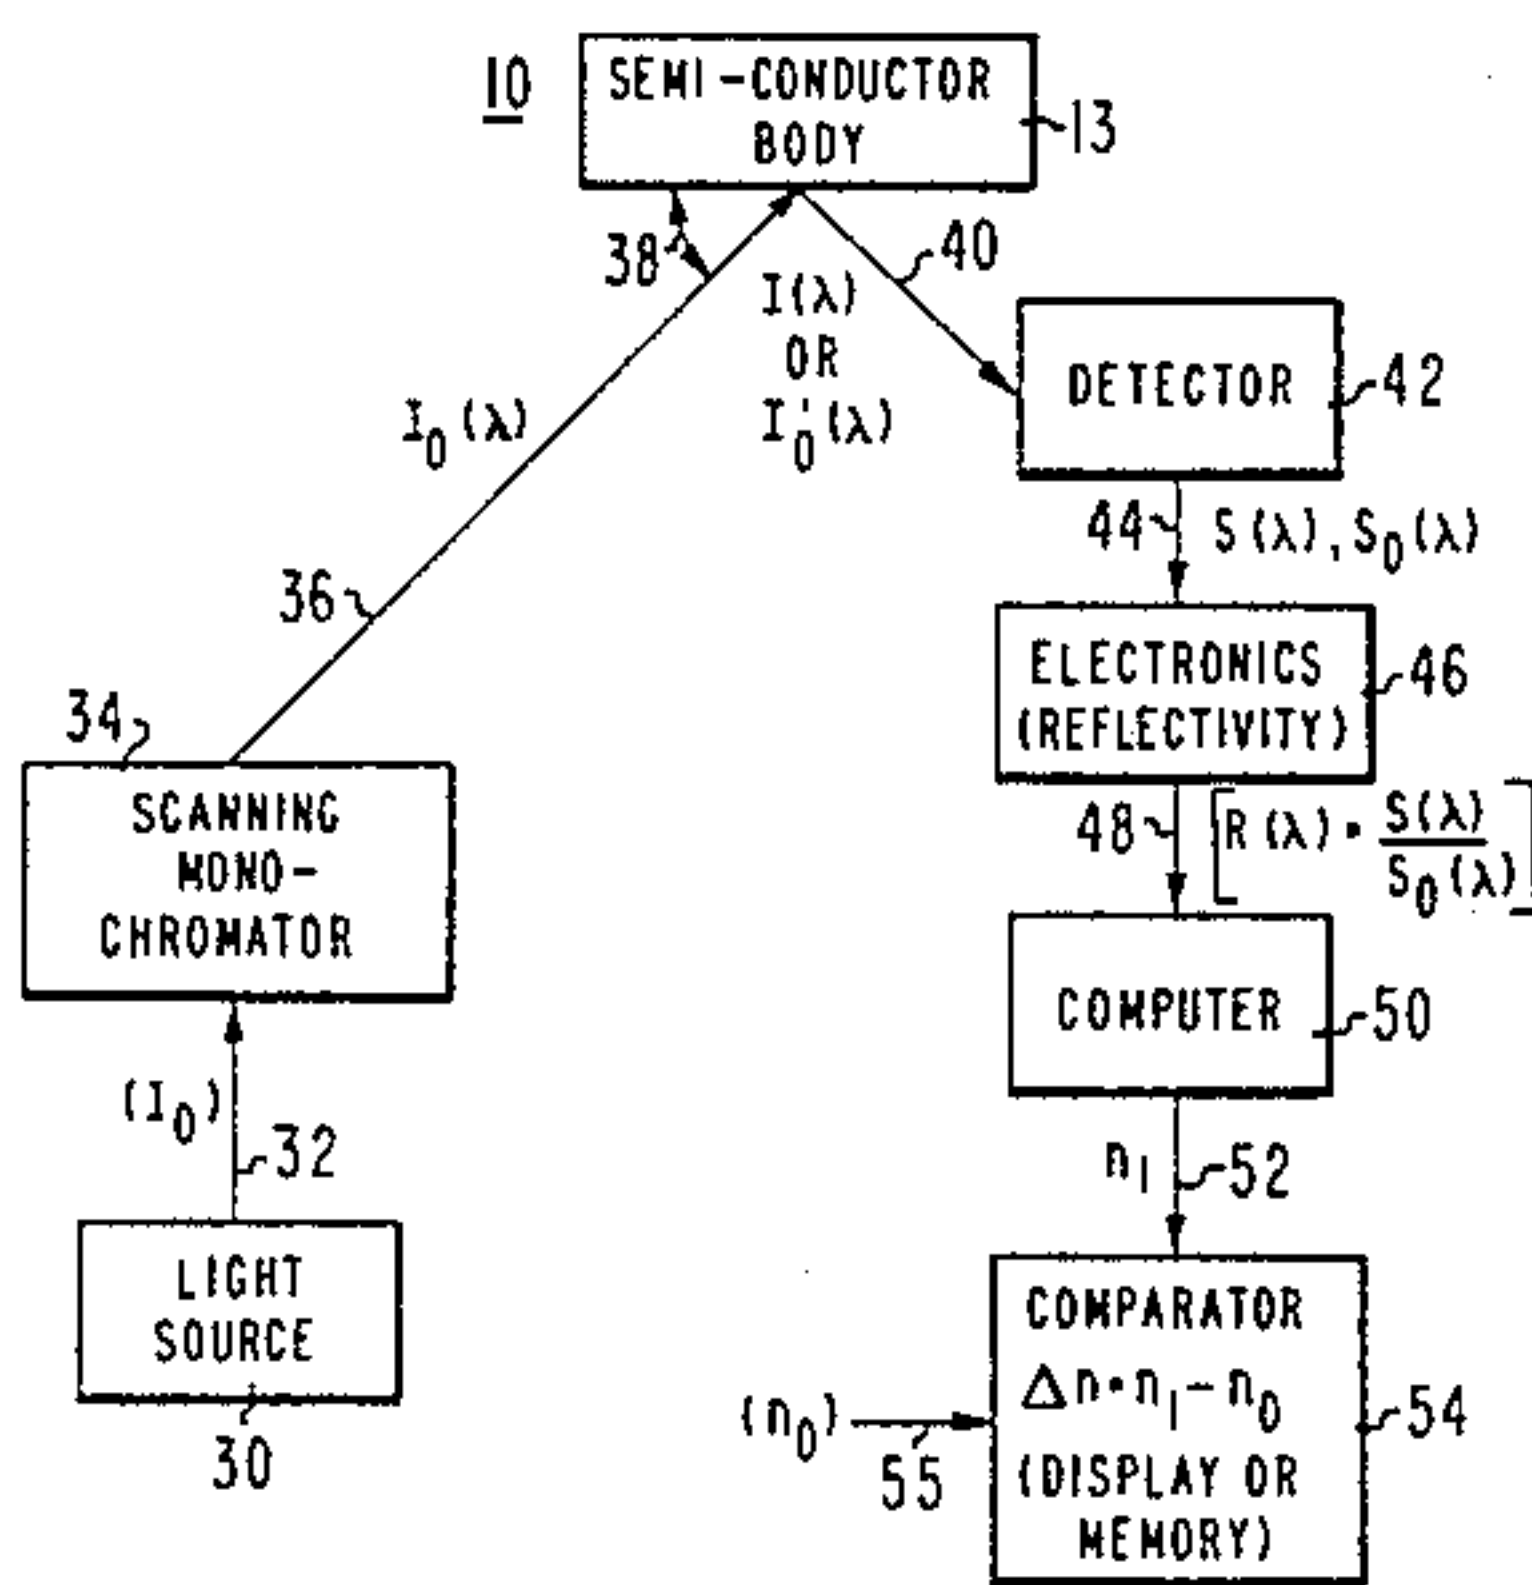 10
SEMI-CONDUCTOR
BODY
13
38
40
I(λ)
OR
I₀'(λ)
I₀(λ)
DETECTOR
42
44
S(λ), S₀(λ)
36
ELECTRONICS
(REFLECTIVITY)
46
34
SCANNING
MONO-
CHROMATOR
48
[R(λ) = S(λ)/S₀(λ)]
COMPUTER
50
(I₀)
32
n₁
52
LIGHT
SOURCE
30
COMPARATOR
Δn = n₁ - n₀
(DISPLAY OR
MEMORY)
54
(n₀)
55